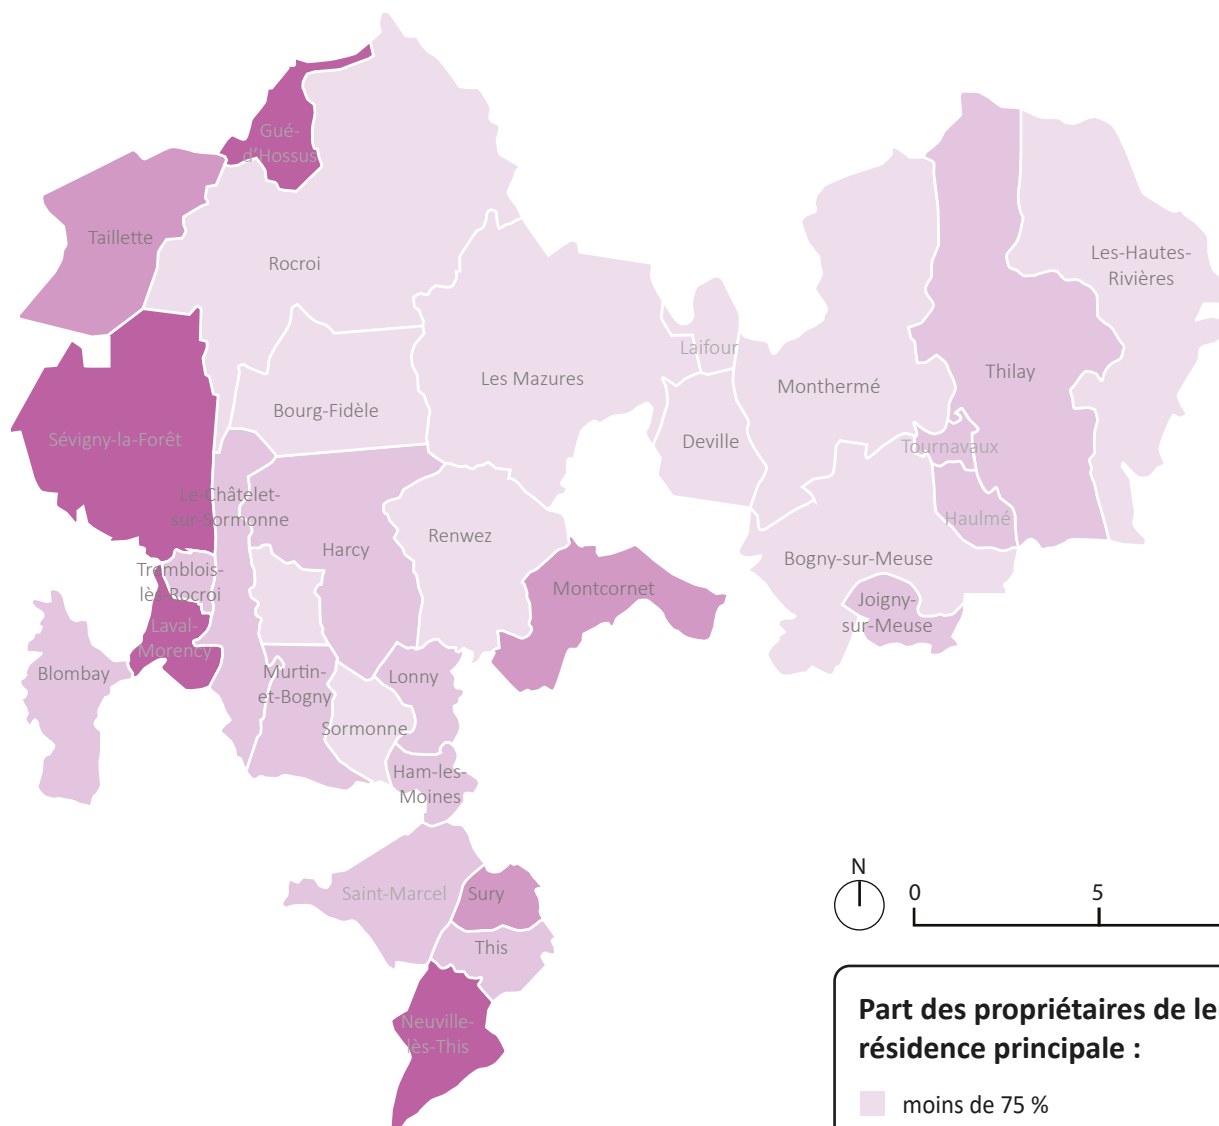 Gué-
d'Hossus
Taillette
Rocroi
Les-Hautes-
Rivières
Laifour
Les Mazures
Thilay
Monthermé
Bourg-Fidèle
Sévigny-la-Forêt
Deville
Tournavaux
Le-Châtelet-
sur-Sormonne
Haulmé
Harcy
Renwez
Bogny-sur-Meuse
Tremblois-
lès-Rocroi
Montcornet
Joigny-
sur-Meuse
Laval-
Morency
Blombay
Murtin-
et-Bogny
Lonny
Sormonne
Ham-les-
Moines
Saint-Marcel
Sury
This
Neuville-
lès-This
N
0 5
Part des propriétaires de le
résidence principale :
moins de 75 %